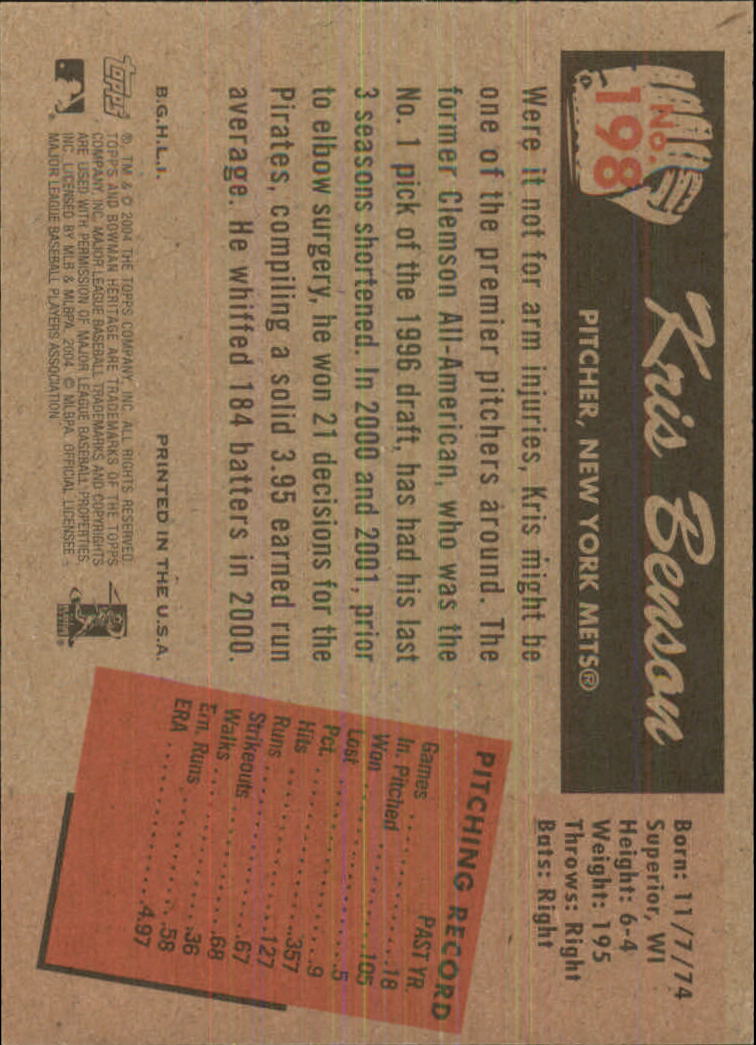 No.
198
Kris Benson
PITCHER, NEW YORK METS®
Born: 11/7/74
Superior, WI
Height: 6-4
Weight: 195
Throws: Right
Bats: Right
Were it not for arm injuries, Kris might be
one of the premier pitchers around. The
former Clemson All-American, who was the
No. 1 pick of the 1996 draft, has had his last
3 seasons shortened. In 2000 and 2001, prior
to elbow surgery, he won 21 decisions for the
Pirates, compiling a solid 3.95 earned run
average. He whiffed 184 batters in 2000.
PITCHING RECORD
PAST YR.
Games 18
In. Pitched 105
Won 5
Lost 9
Pct. .357
Hits 127
Runs 67
Strikeouts 68
Walks 36
Ern. Runs 58
ERA 4.97
B.G.H.L.I. PRINTED IN THE U.S.A.
topps ®, TM & © 2004 THE TOPPS COMPANY, INC. ALL RIGHTS RESERVED.
TOPPS AND BOWMAN HERITAGE ARE TRADEMARKS OF THE TOPPS
COMPANY, INC. MAJOR LEAGUE BASEBALL TRADEMARKS AND COPYRIGHTS
ARE USED WITH PERMISSION OF MAJOR LEAGUE BASEBALL PROPERTIES,
INC. LICENSED BY MLB & MLBPA, 2004. © MLBPA. OFFICIAL LICENSEE -
MAJOR LEAGUE BASEBALL PLAYERS ASSOCIATION